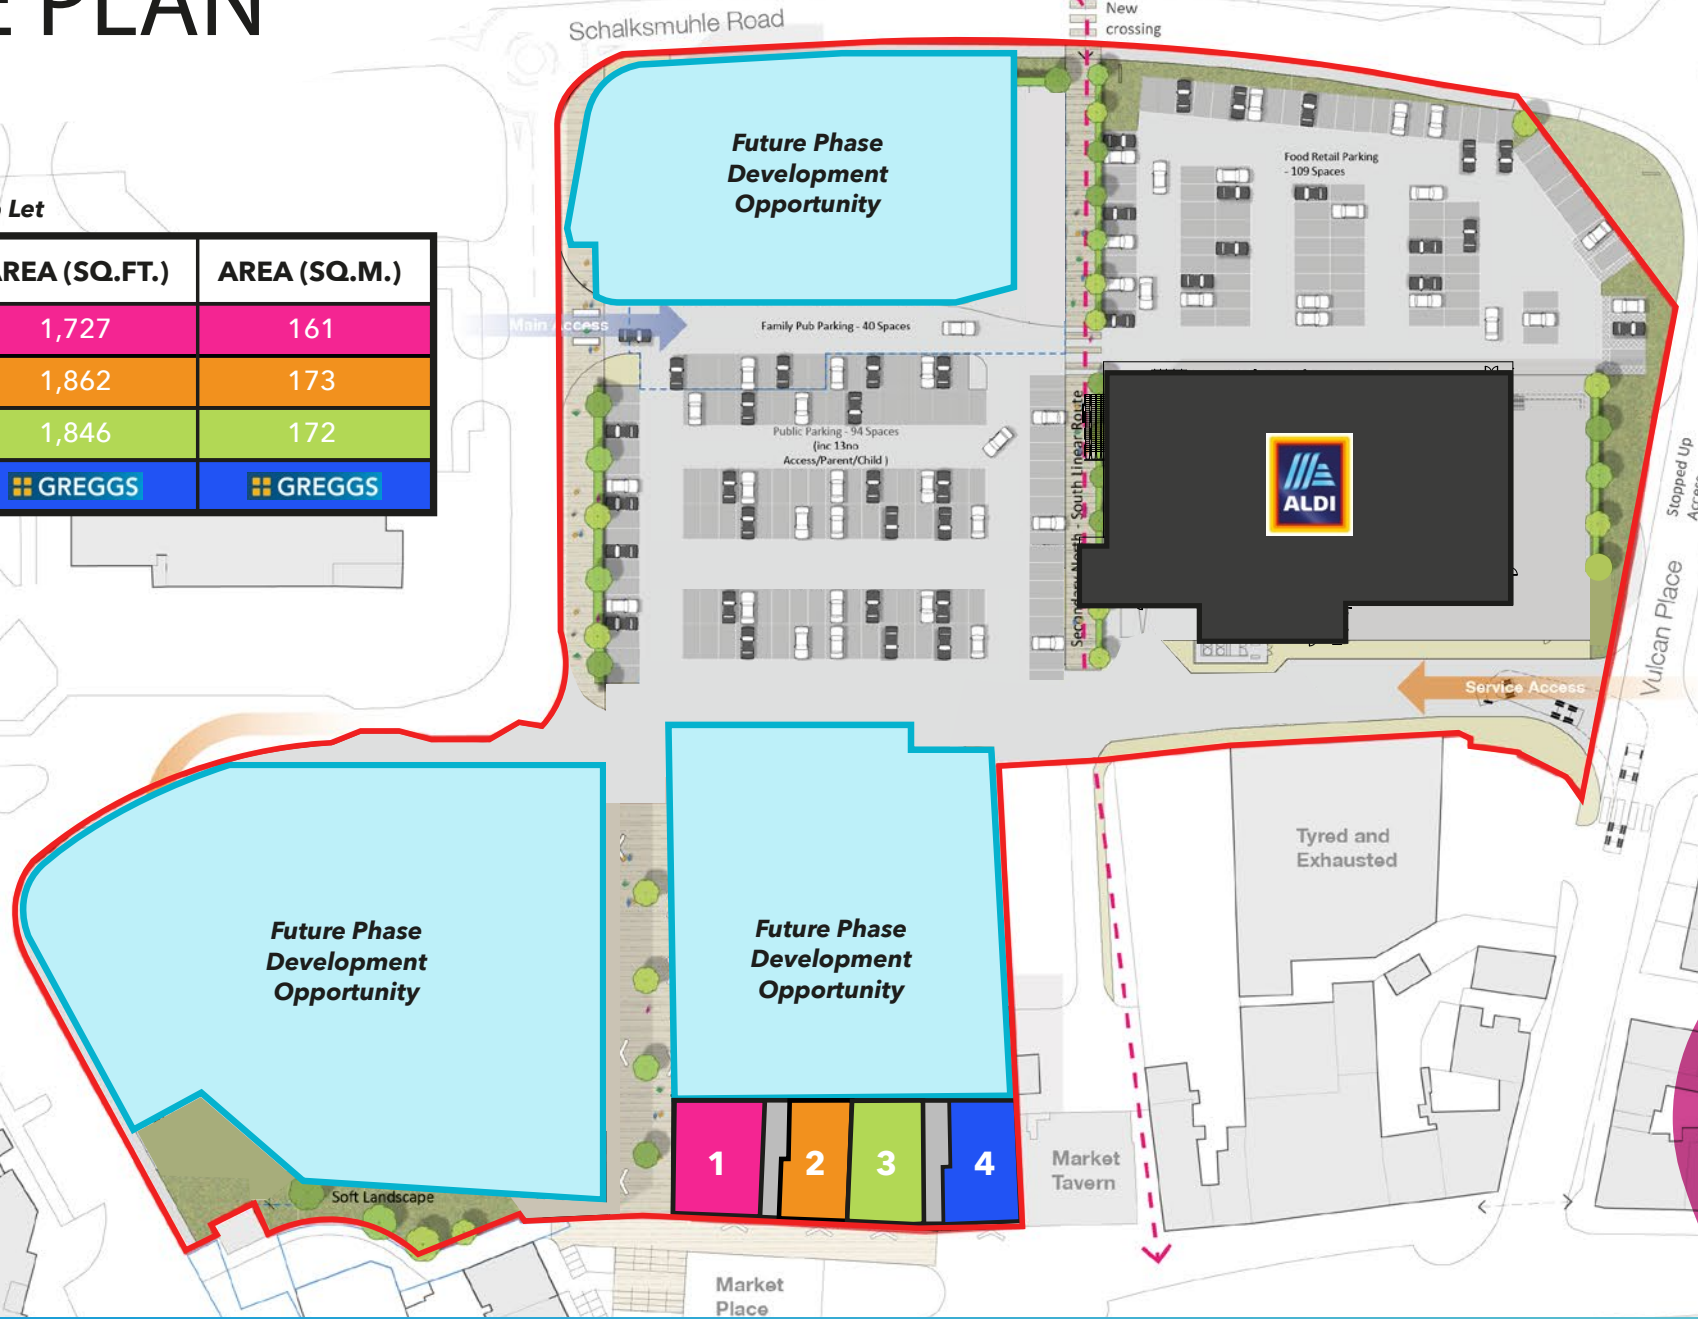 E PLAN
Schalksmuhle Road
New
crossing
Let
AREA (SQ.FT.) AREA (SQ.M.)
1,727 161
1,862 173
1,846 172
GREGGS GREGGS
Future Phase
Development
Opportunity
Food Retail Parking
- 109 Spaces
Main Access
Family Pub Parking - 40 Spaces
Public Parking - 94 Spaces
(inc 13no
Access/Parent/Child )
Secondary North - South Linear Route
ALDI
Stopped Up
Access
Vulcan Place
Service Access
Tyred and
Exhausted
Future Phase
Development
Opportunity
Future Phase
Development
Opportunity
1 2 3 4
Market
Tavern
Soft Landscape
Market
Place